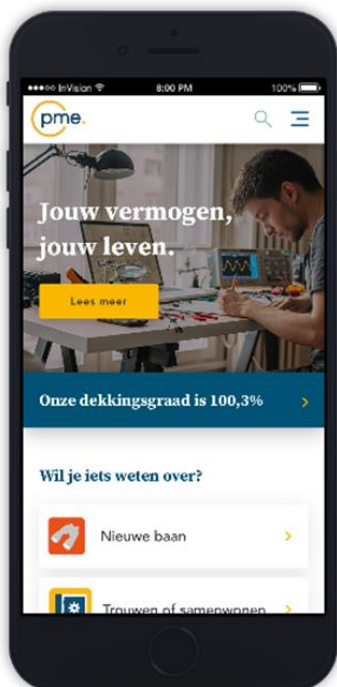 InVision
8:00 PM
100%
pme.
Jouw vermogen,
jouw leven.
Lees meer
Onze dekkingsgraad is 100,3%
Wil je iets weten over?
Nieuwe baan
Trouwen of samenwonen